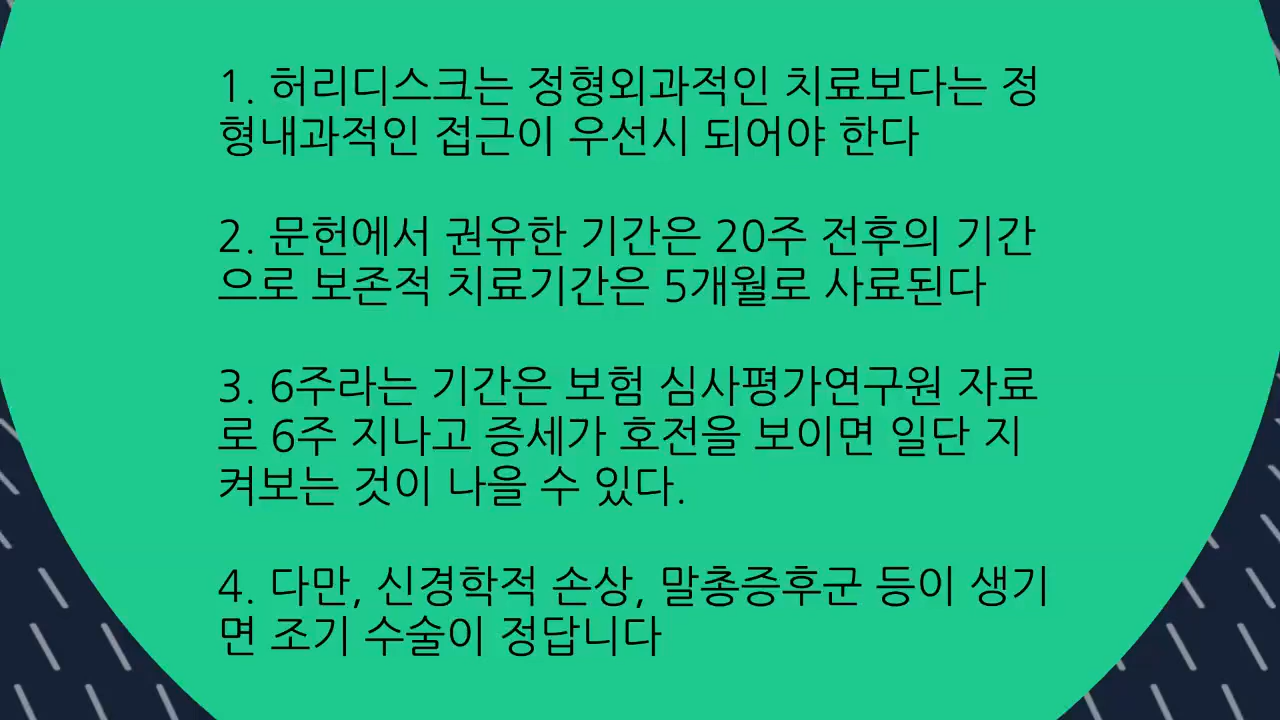 1. 허리디스크는 정형외과적인 치료보다는 정
형내과적인 접근이 우선시 되어야 한다
2. 문헌에서 권유한 기간은 20주 전후의 기간
으로 보존적 치료기간은 5개월로 사료된다
3. 6주라는 기간은 보험 심사평가연구원 자료
로 6주 지나고 증세가 호전을 보이면 일단 지
켜보는 것이 나을 수 있다.
4. 다만, 신경학적 손상, 말총증후군 등이 생기
면 조기 수술이 정답니다